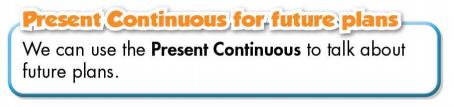 Present Continuous for future plans
We can use the Present Continuous to talk about
future plans.